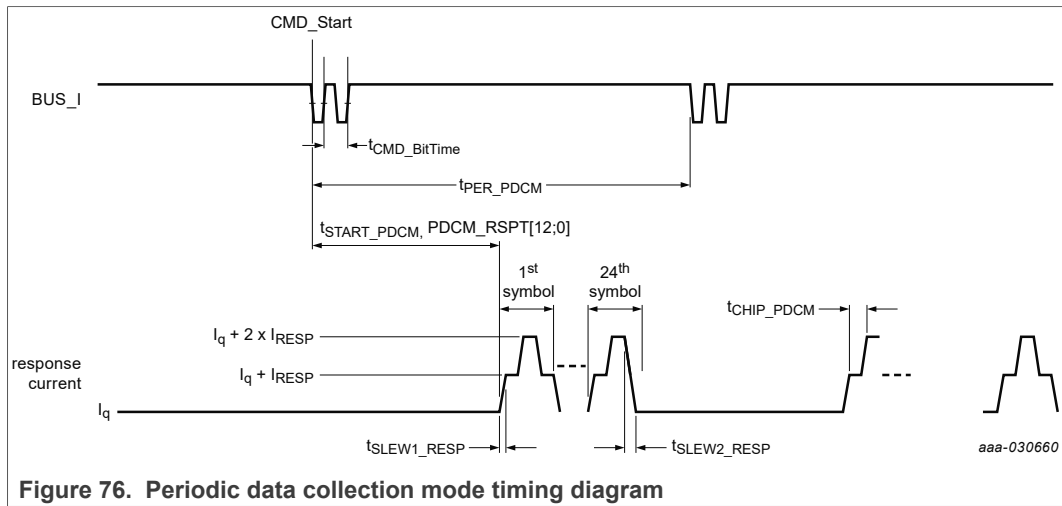 CMD_Start
BUS_I
tCMD_BitTime
tPER_PDCM
tSTART_PDCM, PDCM_RSPT[12;0]
1st
symbol
24th
symbol
tCHIP_PDCM
Iq + 2 x IRESP
response
current
Iq + IRESP
Iq
tSLEW1_RESP
tSLEW2_RESP
aaa-030660
Figure 76. Periodic data collection mode timing diagram